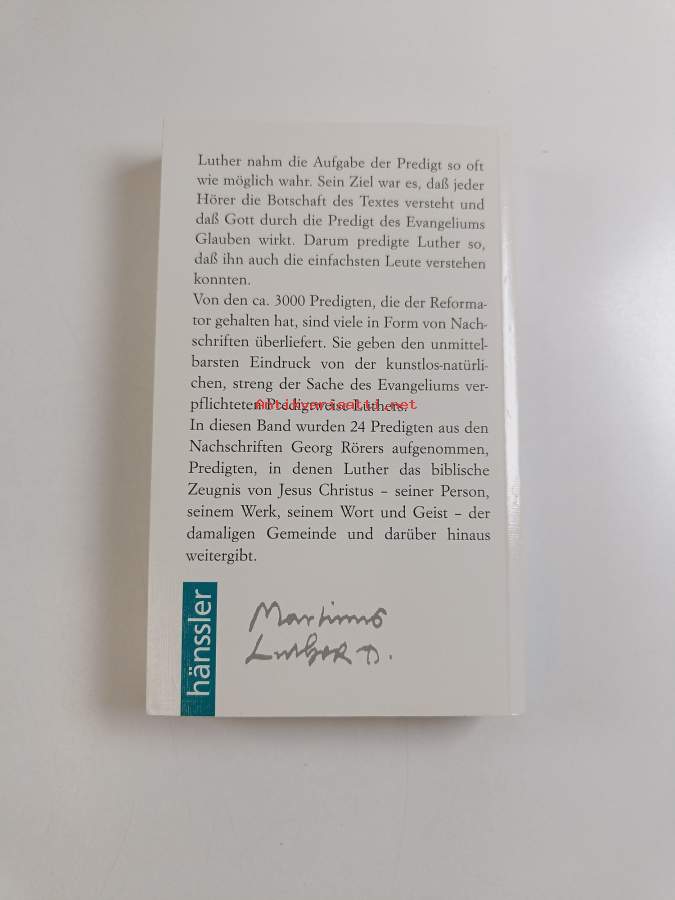 Luther nahm die Aufgabe der Predigt so oft
wie möglich wahr. Sein Ziel war es, daß jeder
Hörer die Botschaft des Textes versteht und
daß Gott durch die Predigt des Evangeliums
Glauben wirkt. Darum predigte Luther so,
daß ihn auch die einfachsten Leute verstehen
konnten.
Von den ca. 3000 Predigten, die der Reforma-
tor gehalten hat, sind viele in Form von Nach-
schriften überliefert. Sie geben den unmittel-
barsten Eindruck von der kunstlos-natürli-
chen, streng der Sache des Evangeliums ver-
pflichteten Predigtweise Luthers.
Antikvariaatti.net
In diesen Band wurden 24 Predigten aus den
Nachschriften Georg Rörers aufgenommen,
Predigten, in denen Luther das biblische
Zeugnis von Jesus Christus – seiner Person,
seinem Werk, seinem Wort und Geist – der
damaligen Gemeinde und darüber hinaus
weitergibt.
hänssler
Martinus
Luther D.